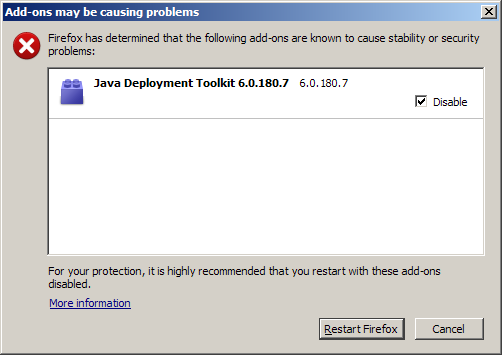 Add-ons may be causing problems
Firefox has determined that the following add-ons are known to cause stability or security
problems:
Java Deployment Toolkit 6.0.180.7 6.0.180.7
Disable
For your protection, it is highly recommended that you restart with these add-ons
disabled.
More information
Restart Firefox Cancel